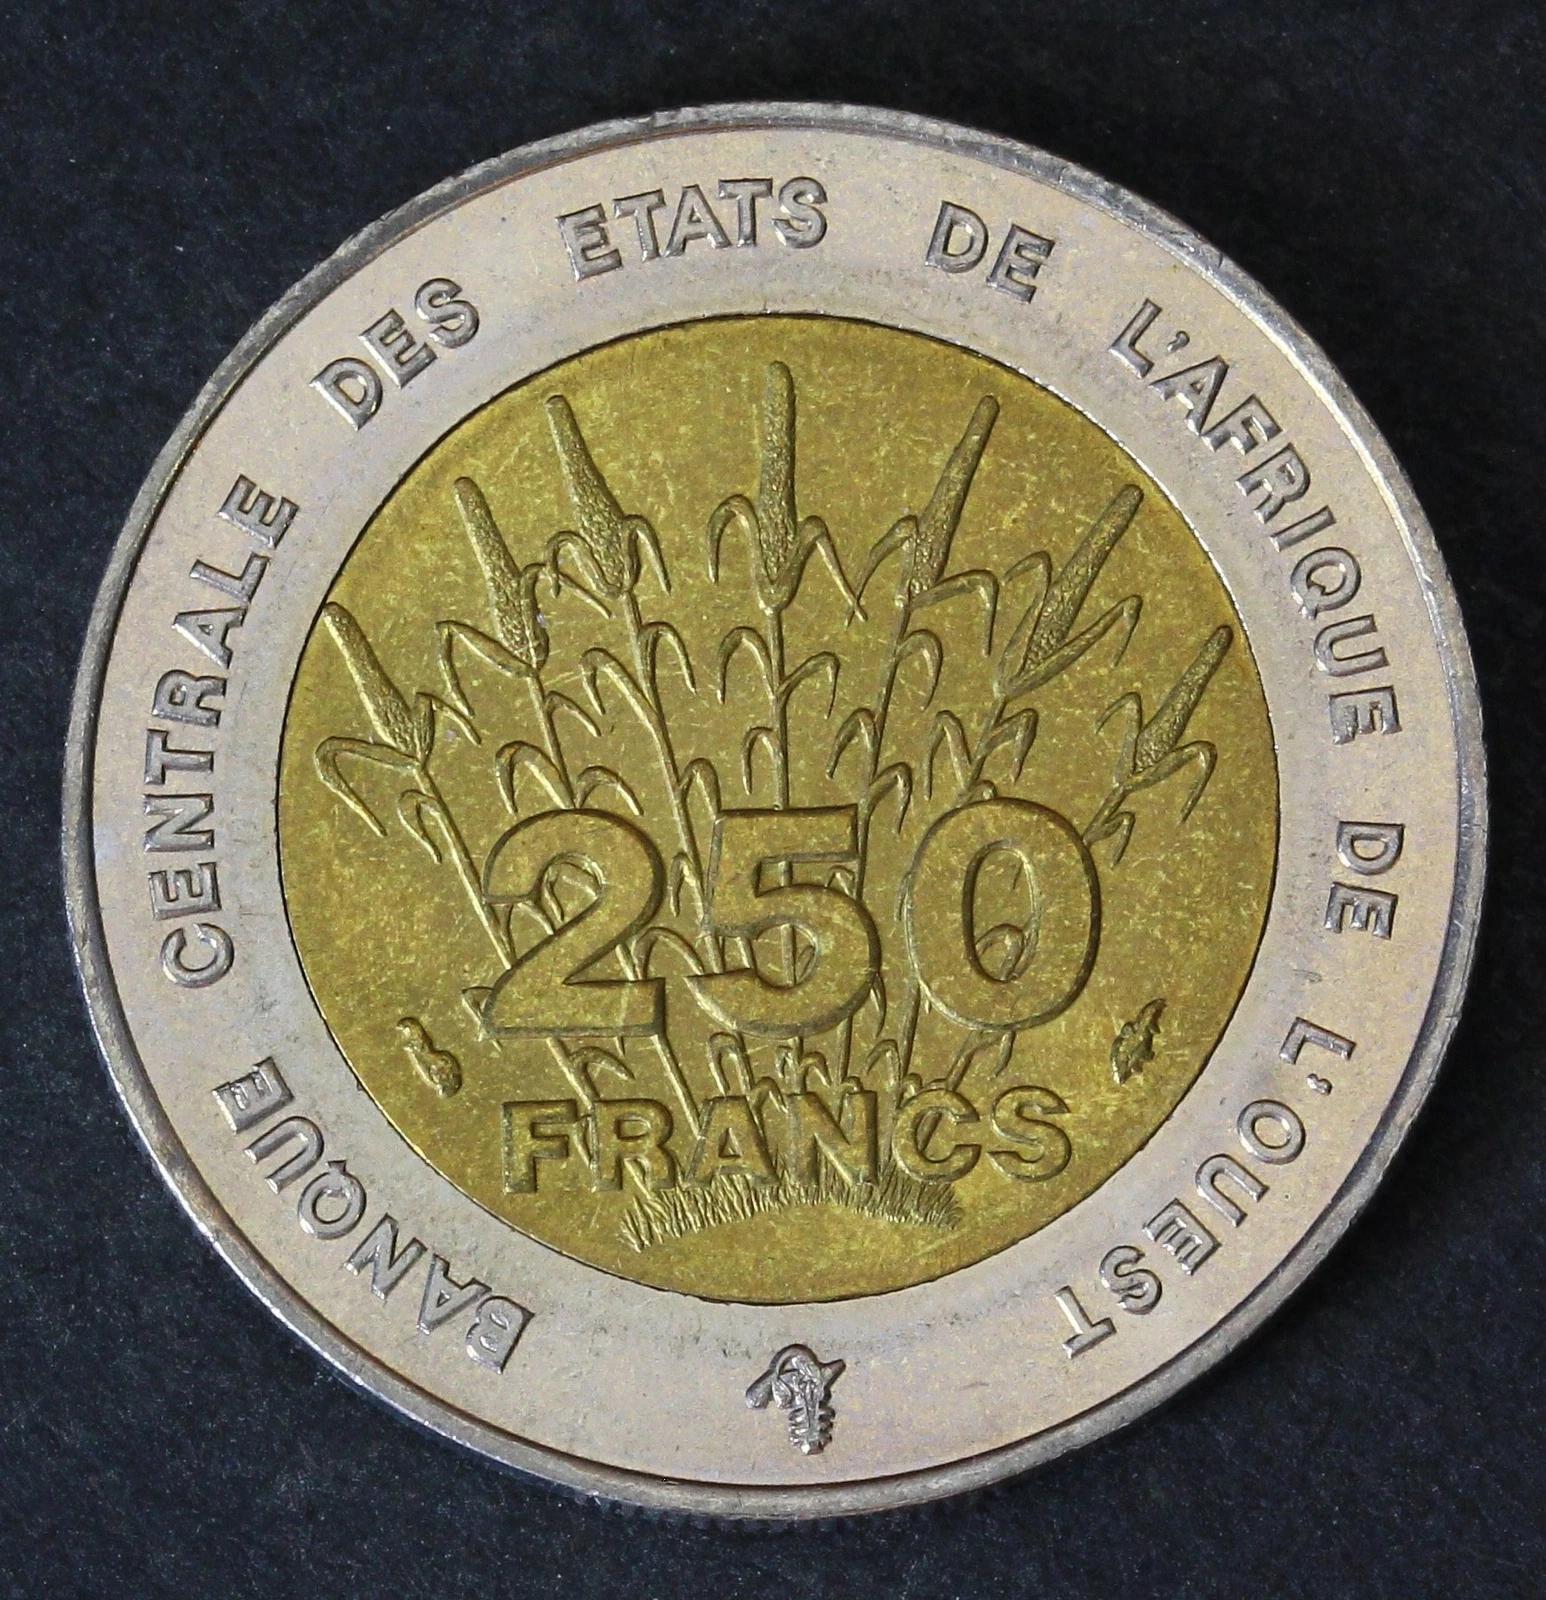 BANQUE CENTRALE DES ETATS DE L'AFRIQUE DE L'OUEST
250
FRANCS